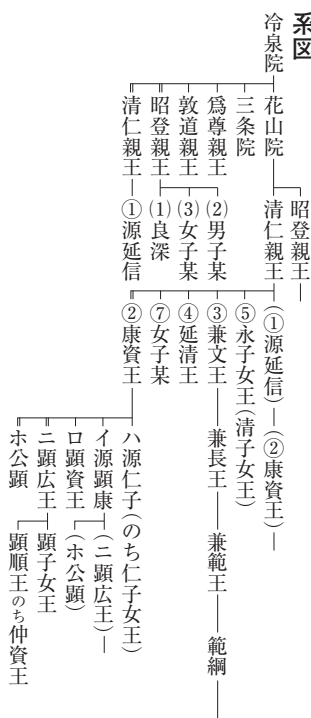 系図
冷泉院
花山院
三条院
爲尊親王
敦道親王
昭登親王
清仁親王
昭登親王
清仁親王
(2)男子某
(3)女子某
(1)良深
①源延信
(①源延信)
(②康資王)
⑤永子女王(清子女王)
③兼文王
兼長王
兼範王
範綱
④延清王
⑦女子某
②康資王
ハ源仁子(のち仁子女王)
イ源顕康
(ニ顕広王)
ロ顕資王
(ホ公顕)
ニ顕広王
顕子女王
ホ公顕
顕順王のち仲資王